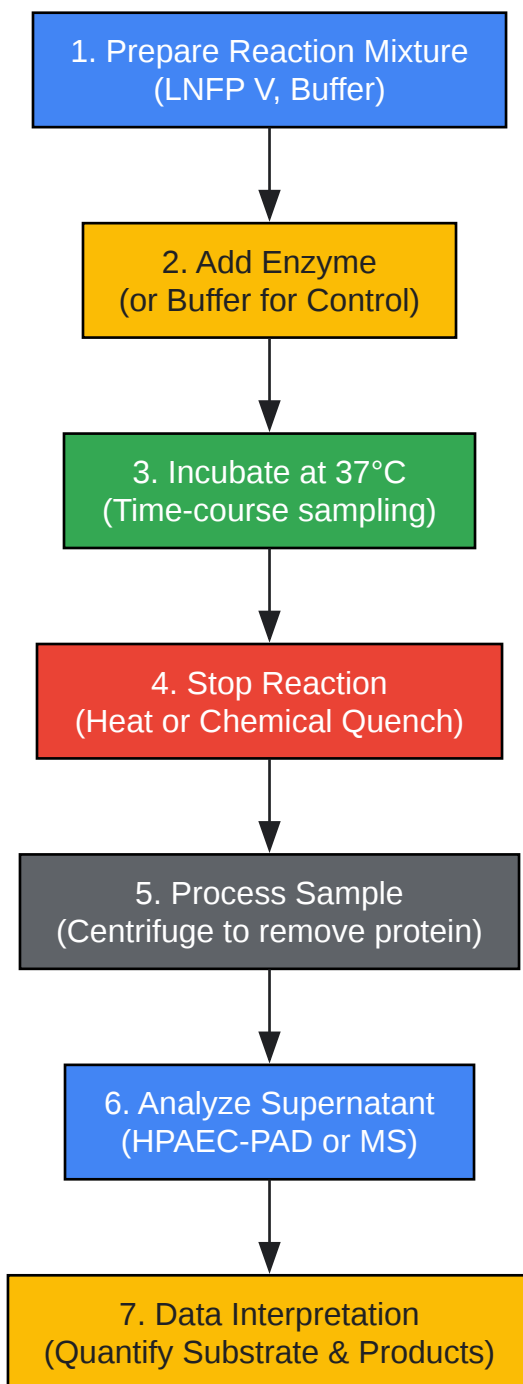 1. Prepare Reaction Mixture
(LNFP V, Buffer)
2. Add Enzyme
(or Buffer for Control)
3. Incubate at 37°C
(Time-course sampling)
4. Stop Reaction
(Heat or Chemical Quench)
5. Process Sample
(Centrifuge to remove protein)
6. Analyze Supernatant
(HPAEC-PAD or MS)
7. Data Interpretation
(Quantify Substrate & Products)